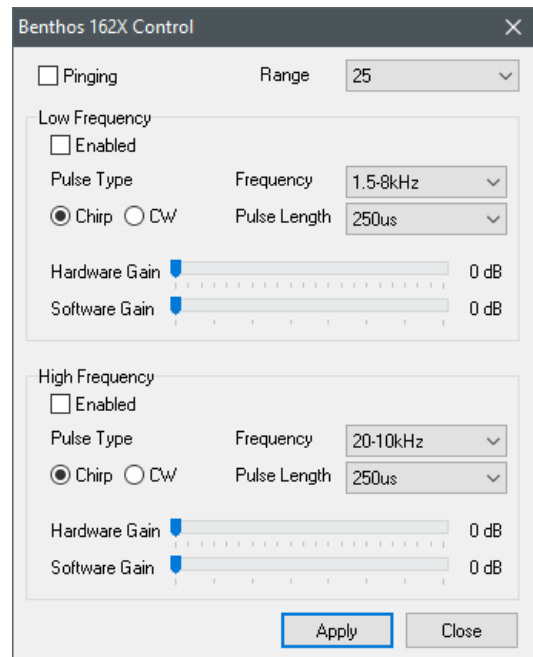 Benthos 162X Control
Pinging Range 25
Low Frequency
Enabled
Pulse Type Frequency 1.5-8kHz
Chirp CW Pulse Length 250us
Hardware Gain 0 dB
Software Gain 0 dB
High Frequency
Enabled
Pulse Type Frequency 20-10kHz
Chirp CW Pulse Length 250us
Hardware Gain 0 dB
Software Gain 0 dB
Apply Close